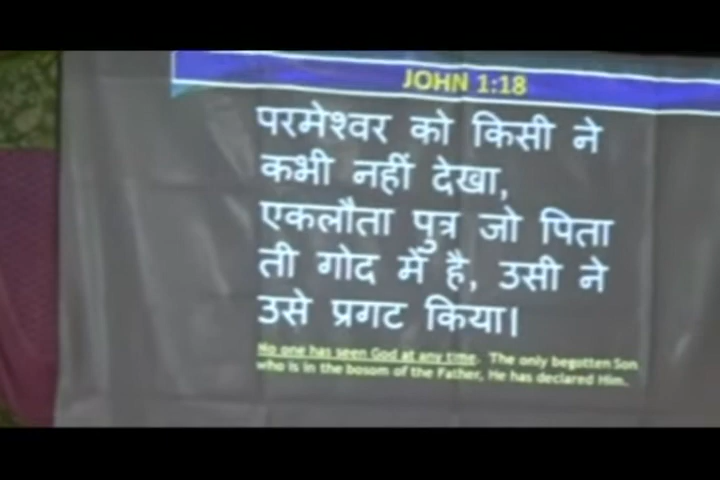 JOHN 1:18
परमेश्वर को किसी ने
कभी नहीं देखा,
एकलौता पुत्र जो पिता
ती गोद में है, उसी ने
उसे प्रगट किया।
No one has seen God at any time. The only begotten Son
who is in the bosom of the Father, He has declared Him.